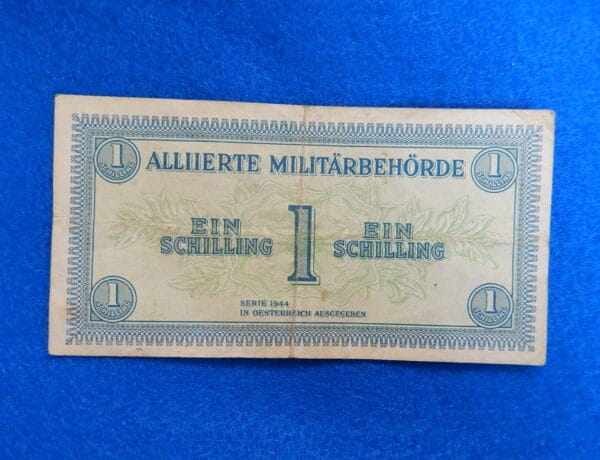 1 ALLIIERTE MILITÄRBEHÖRDE 1
SCHILLING SCHILLING
EIN 1 EIN
SCHILLING SCHILLING
SERIE 1944
IN OESTERREICH AUSGEGEBEN
1 1
SCHILLING SCHILLING